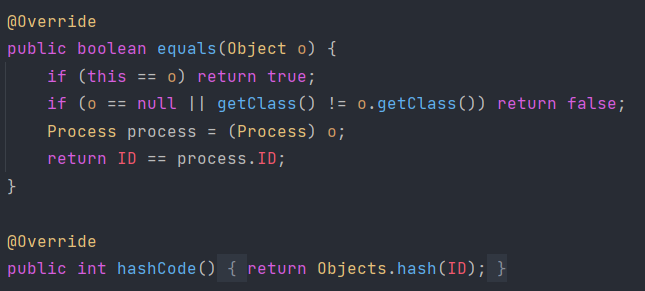 @Override
public boolean equals(Object o) {
    if (this == o) return true;
    if (o == null || getClass() != o.getClass()) return false;
    Process process = (Process) o;
    return ID == process.ID;
}

@Override
public int hashCode() { return Objects.hash(ID); }